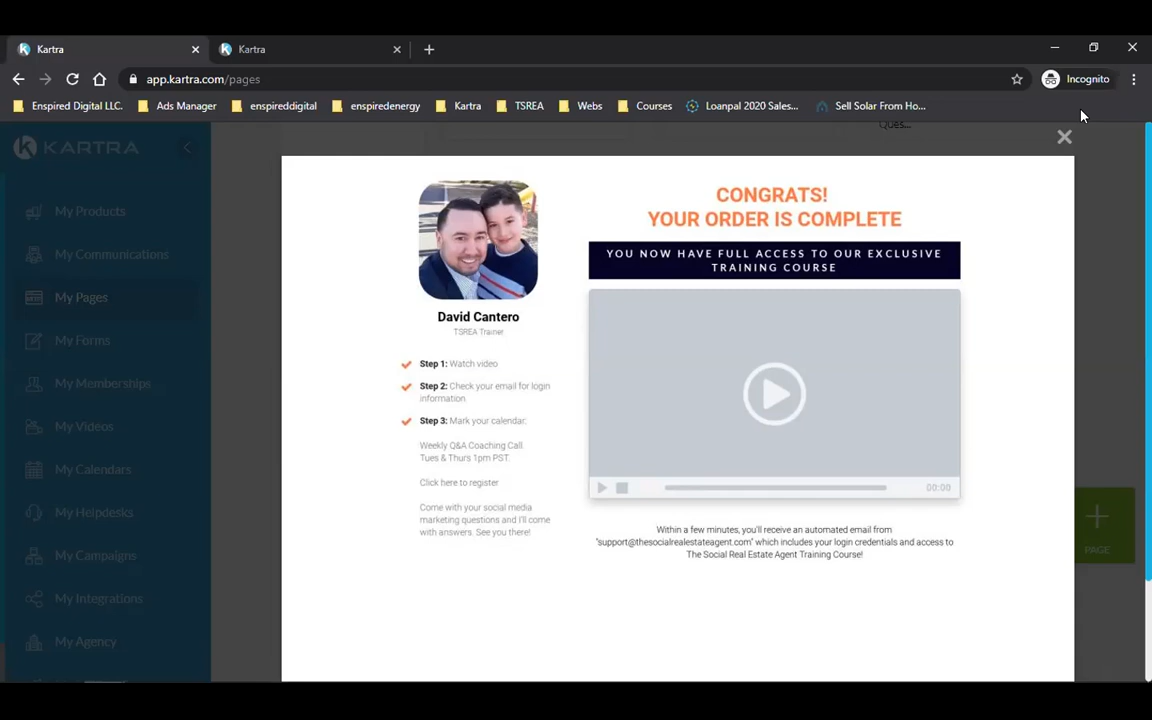 Kartra
Kartra
app.kartra.com/pages
Incognito
Enspired Digital LLC.
Ads Manager
enspireddigital
enspiredenergy
Kartra
TSREA
Webs
Courses
Loanpal 2020 Sales...
Sell Solar From Ho...
Ques...
KARTRA
My Products
My Communications
My Pages
My Forms
My Memberships
My Videos
My Calendars
My Helpdesks
My Campaigns
My Integrations
My Agency
David Cantero
TSREA Trainer
Step 1: Watch video
Step 2: Check your email for login
information
Step 3: Mark your calendar:
Weekly Q&A Coaching Call
Tues & Thurs 1pm PST.
Click here to register
Come with your social media
marketing questions and I'll come
with answers. See you there!
CONGRATS!
YOUR ORDER IS COMPLETE
YOU NOW HAVE FULL ACCESS TO OUR EXCLUSIVE
TRAINING COURSE
00:00
Within a few minutes, you'll receive an automated email from
"support@thesocialrealestateagent.com" which includes your login credentials and access to
The Social Real Estate Agent Training Course!
PAGE